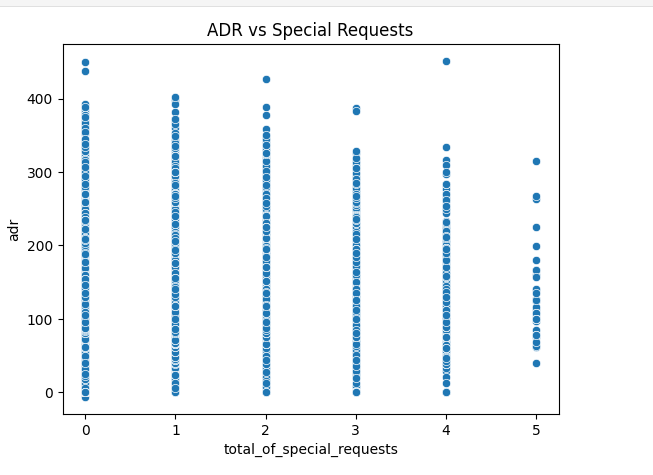 ADR vs Special Requests
400
300
200
100
0
adr
0 1 2 3 4 5
total_of_special_requests